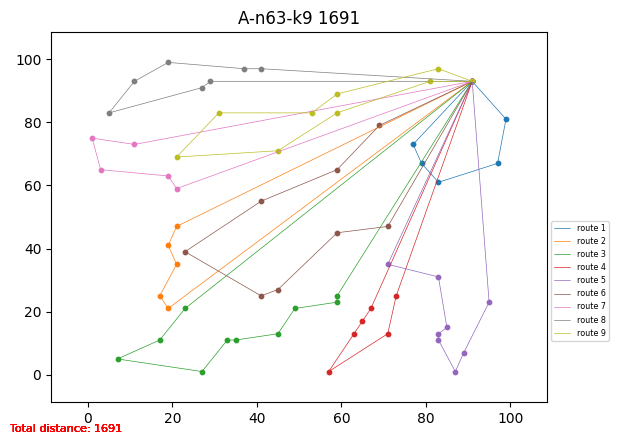 A-n63-k9 1691
100
80
60
40
20
0
0 20 40 60 80 100
route 1
route 2
route 3
route 4
route 5
route 6
route 7
route 8
route 9
Total distance: 1691